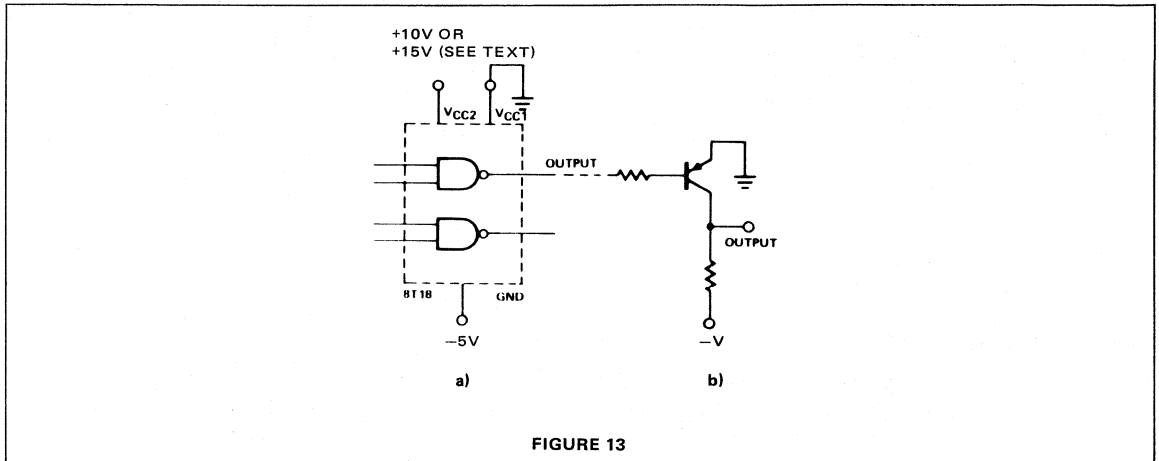 +10V OR
+15V (SEE TEXT)
VCC2
VCC1
OUTPUT
OUTPUT
8T18
GND
−5V
−V
a)
b)
FIGURE 13